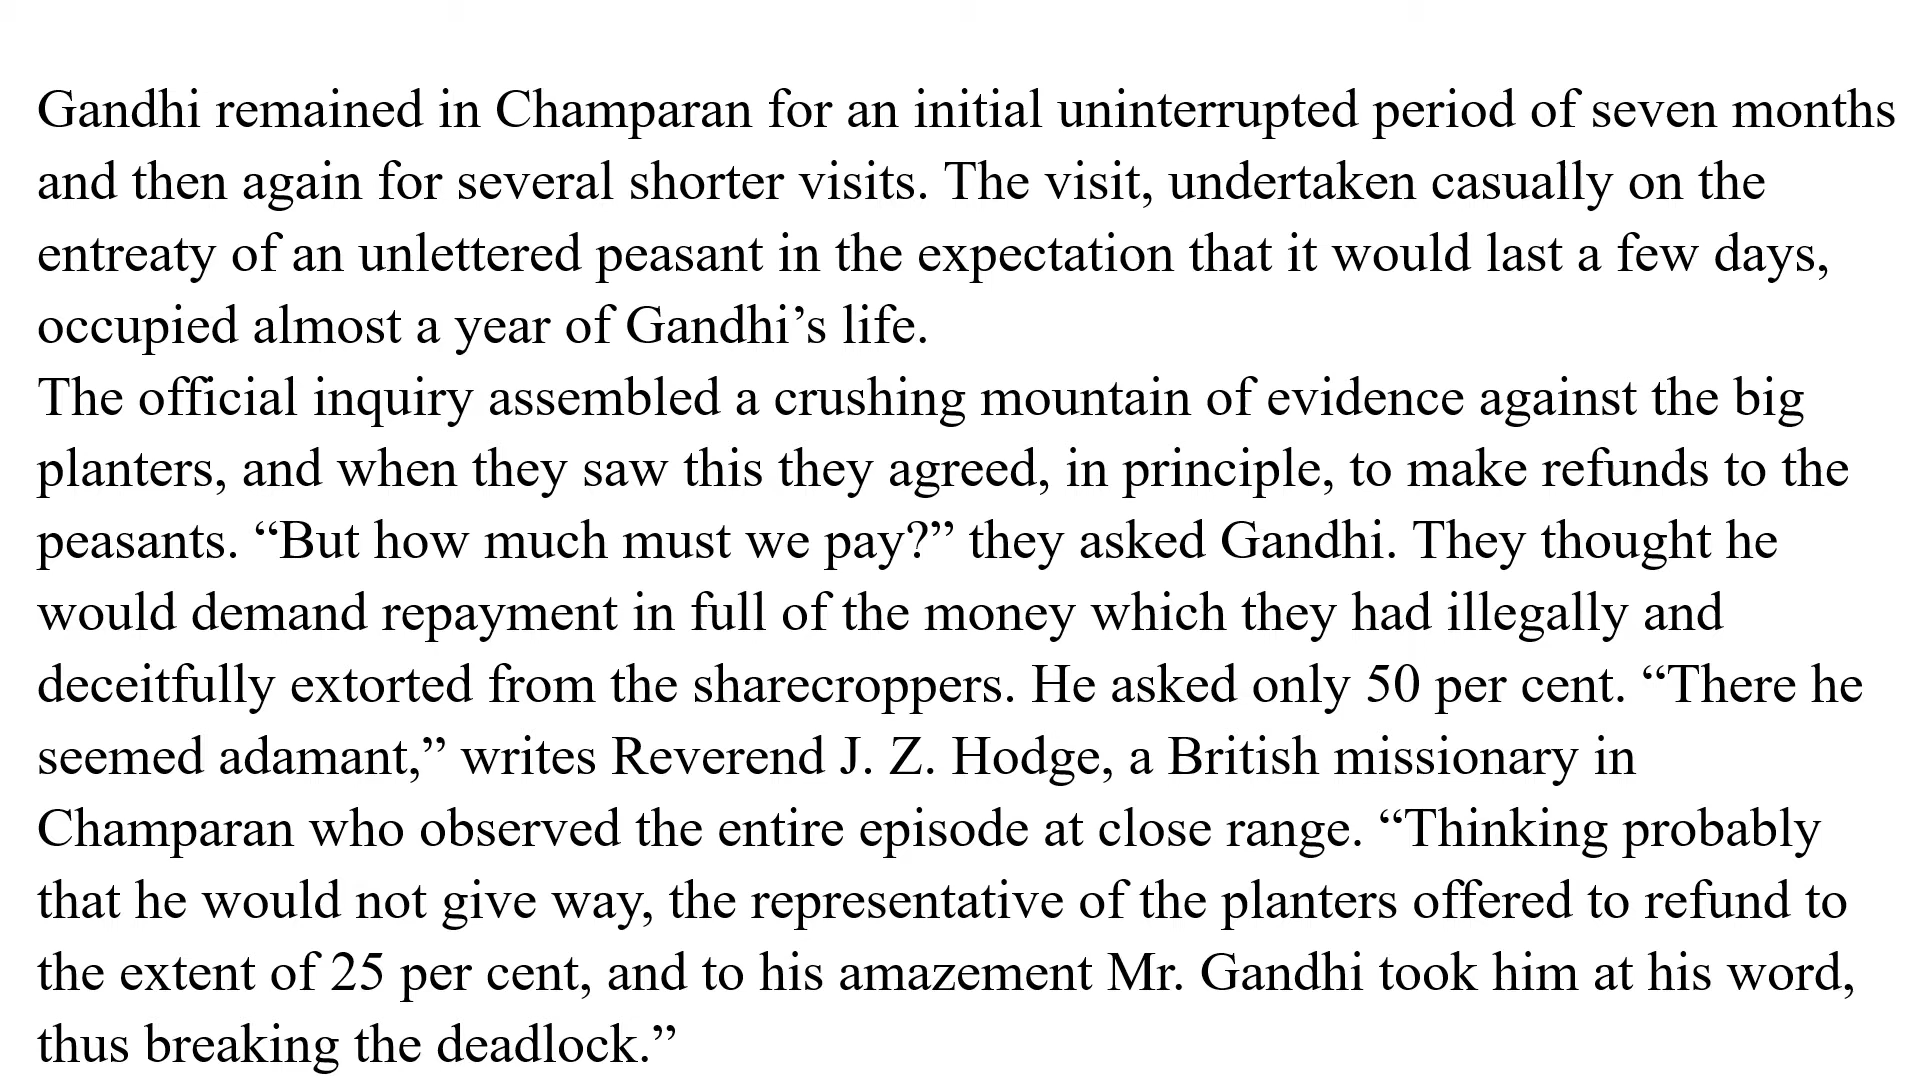 Gandhi remained in Champaran for an initial uninterrupted period of seven months
and then again for several shorter visits. The visit, undertaken casually on the
entreaty of an unlettered peasant in the expectation that it would last a few days,
occupied almost a year of Gandhi’s life.
The official inquiry assembled a crushing mountain of evidence against the big
planters, and when they saw this they agreed, in principle, to make refunds to the
peasants. “But how much must we pay?” they asked Gandhi. They thought he
would demand repayment in full of the money which they had illegally and
deceitfully extorted from the sharecroppers. He asked only 50 per cent. “There he
seemed adamant,” writes Reverend J. Z. Hodge, a British missionary in
Champaran who observed the entire episode at close range. “Thinking probably
that he would not give way, the representative of the planters offered to refund to
the extent of 25 per cent, and to his amazement Mr. Gandhi took him at his word,
thus breaking the deadlock.”